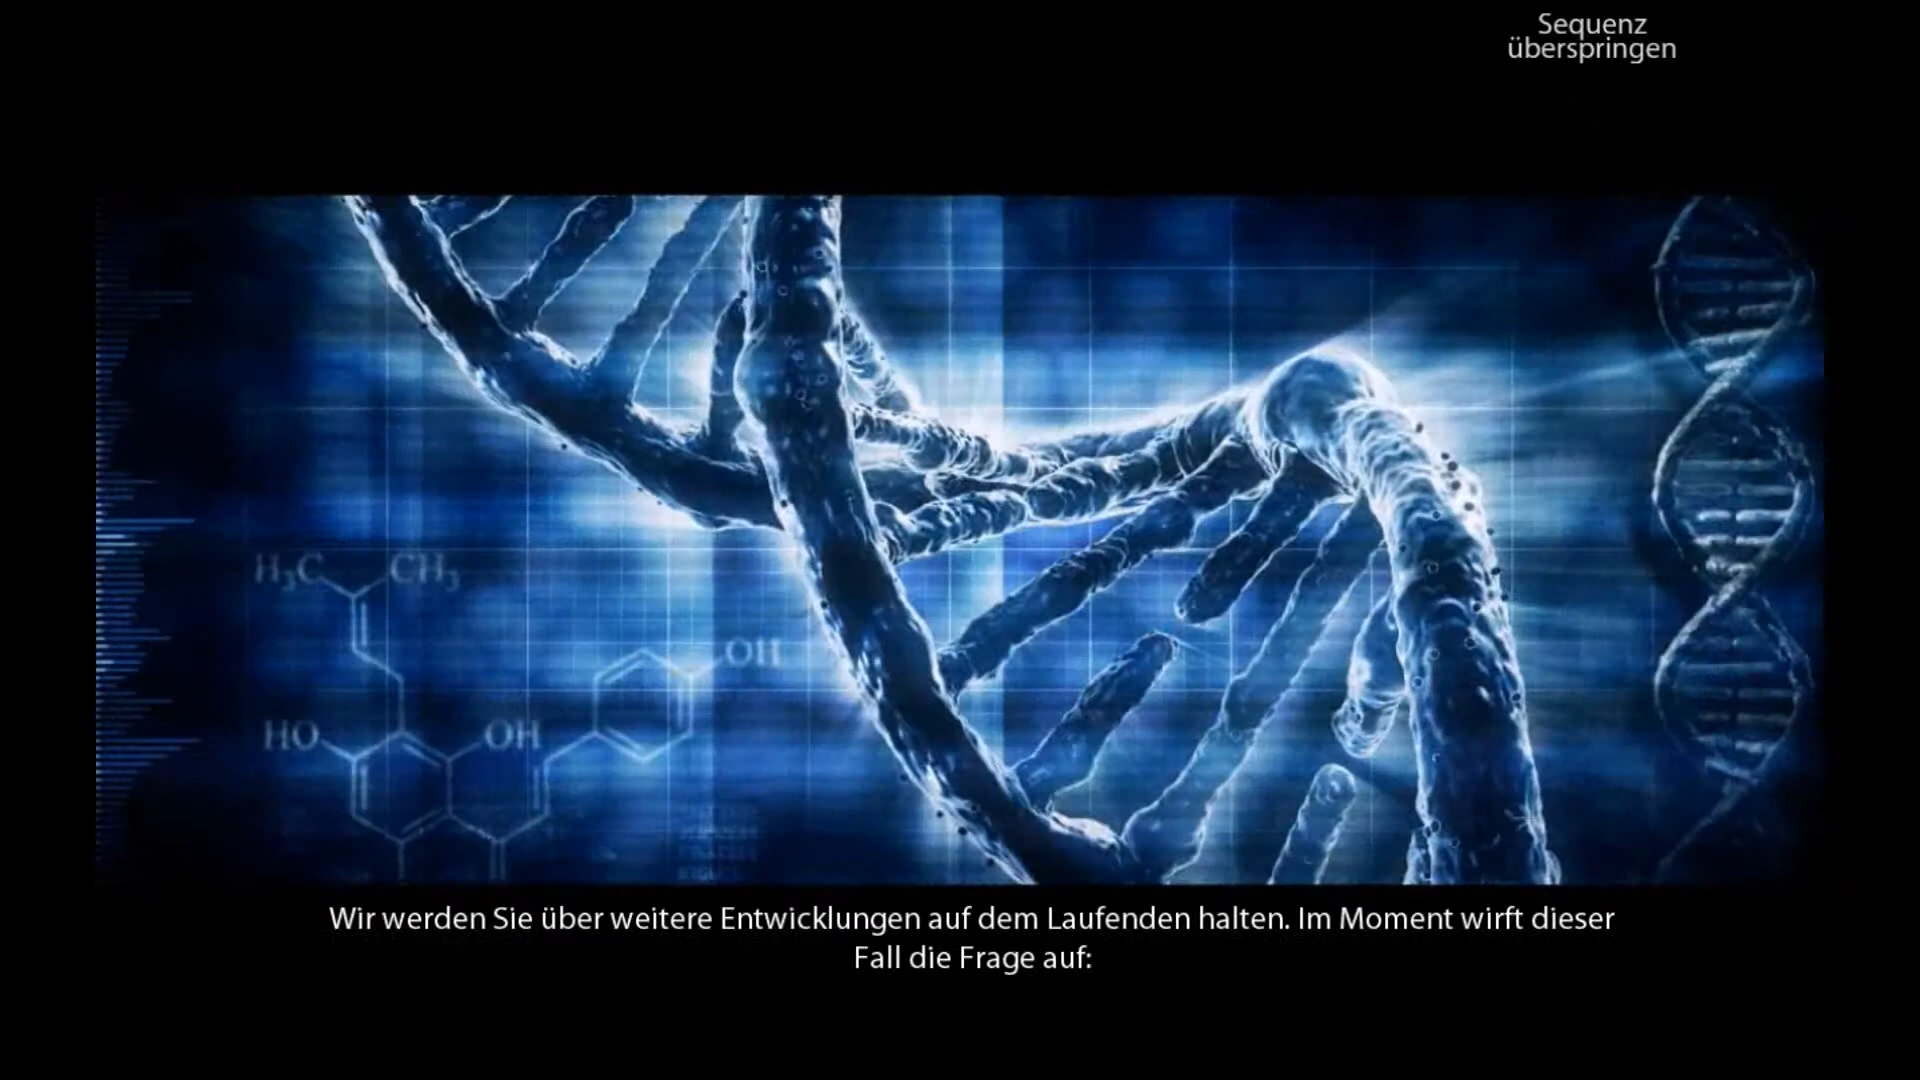 Sequenz
überspringen
H₃C
CH₃
OH
HO
OH
Wir werden Sie über weitere Entwicklungen auf dem Laufenden halten. Im Moment wirft dieser
Fall die Frage auf: